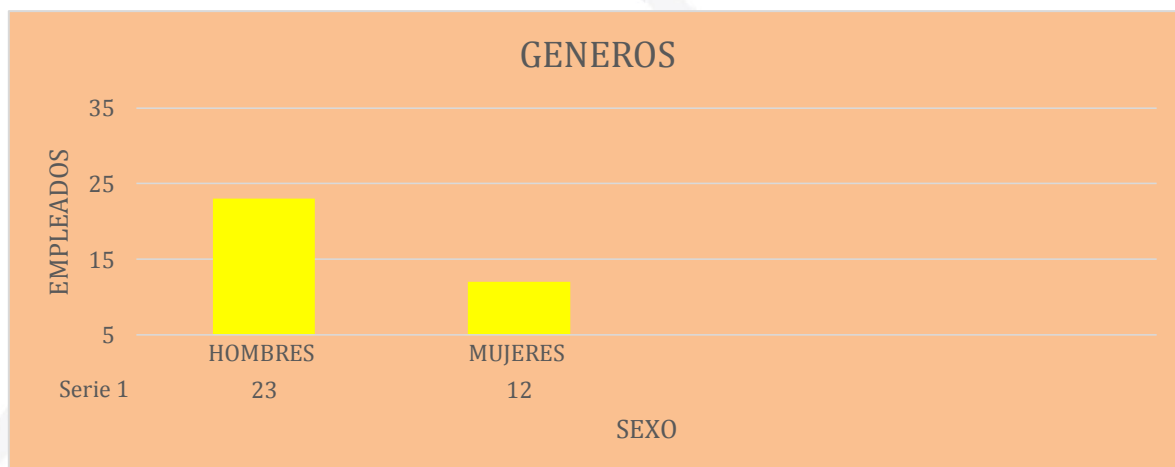 GENEROS
EMPLEADOS
35
25
15
5
HOMBRES MUJERES
Serie 1 23 12
SEXO